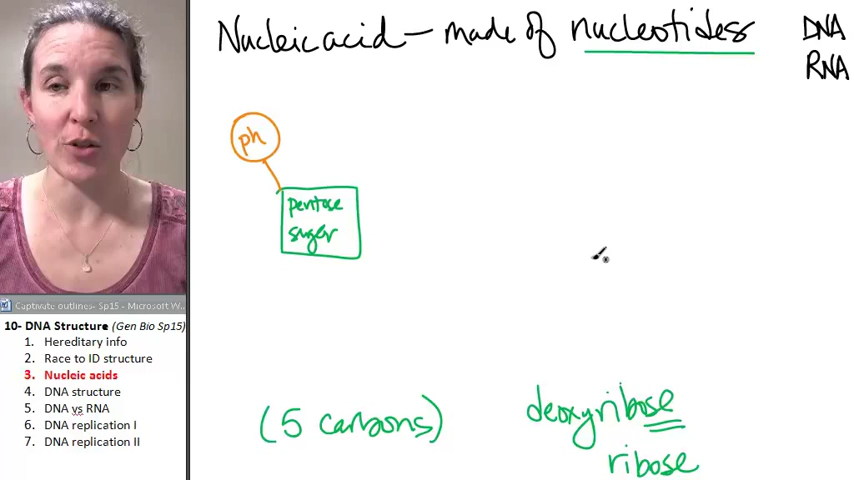 Nucleic acid — made of nucleotides
DNA
RNA
ph
pentose
sugar
(5 carbons)
deoxyribose
ribose
Captivate outlines- Sp15 - Microsoft W.
10- DNA Structure (Gen Bio Sp15)
1. Hereditary info
2. Race to ID structure
3. Nucleic acids
4. DNA structure
5. DNA vs RNA
6. DNA replication I
7. DNA replication II